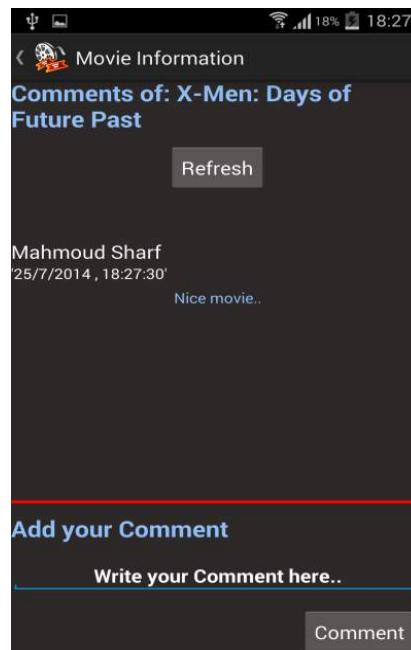 18% 18:27
Movie Information
Comments of: X-Men: Days of
Future Past
Refresh
Mahmoud Sharf
'25/7/2014 , 18:27:30'
Nice movie..
Add your Comment
Write your Comment here..
Comment